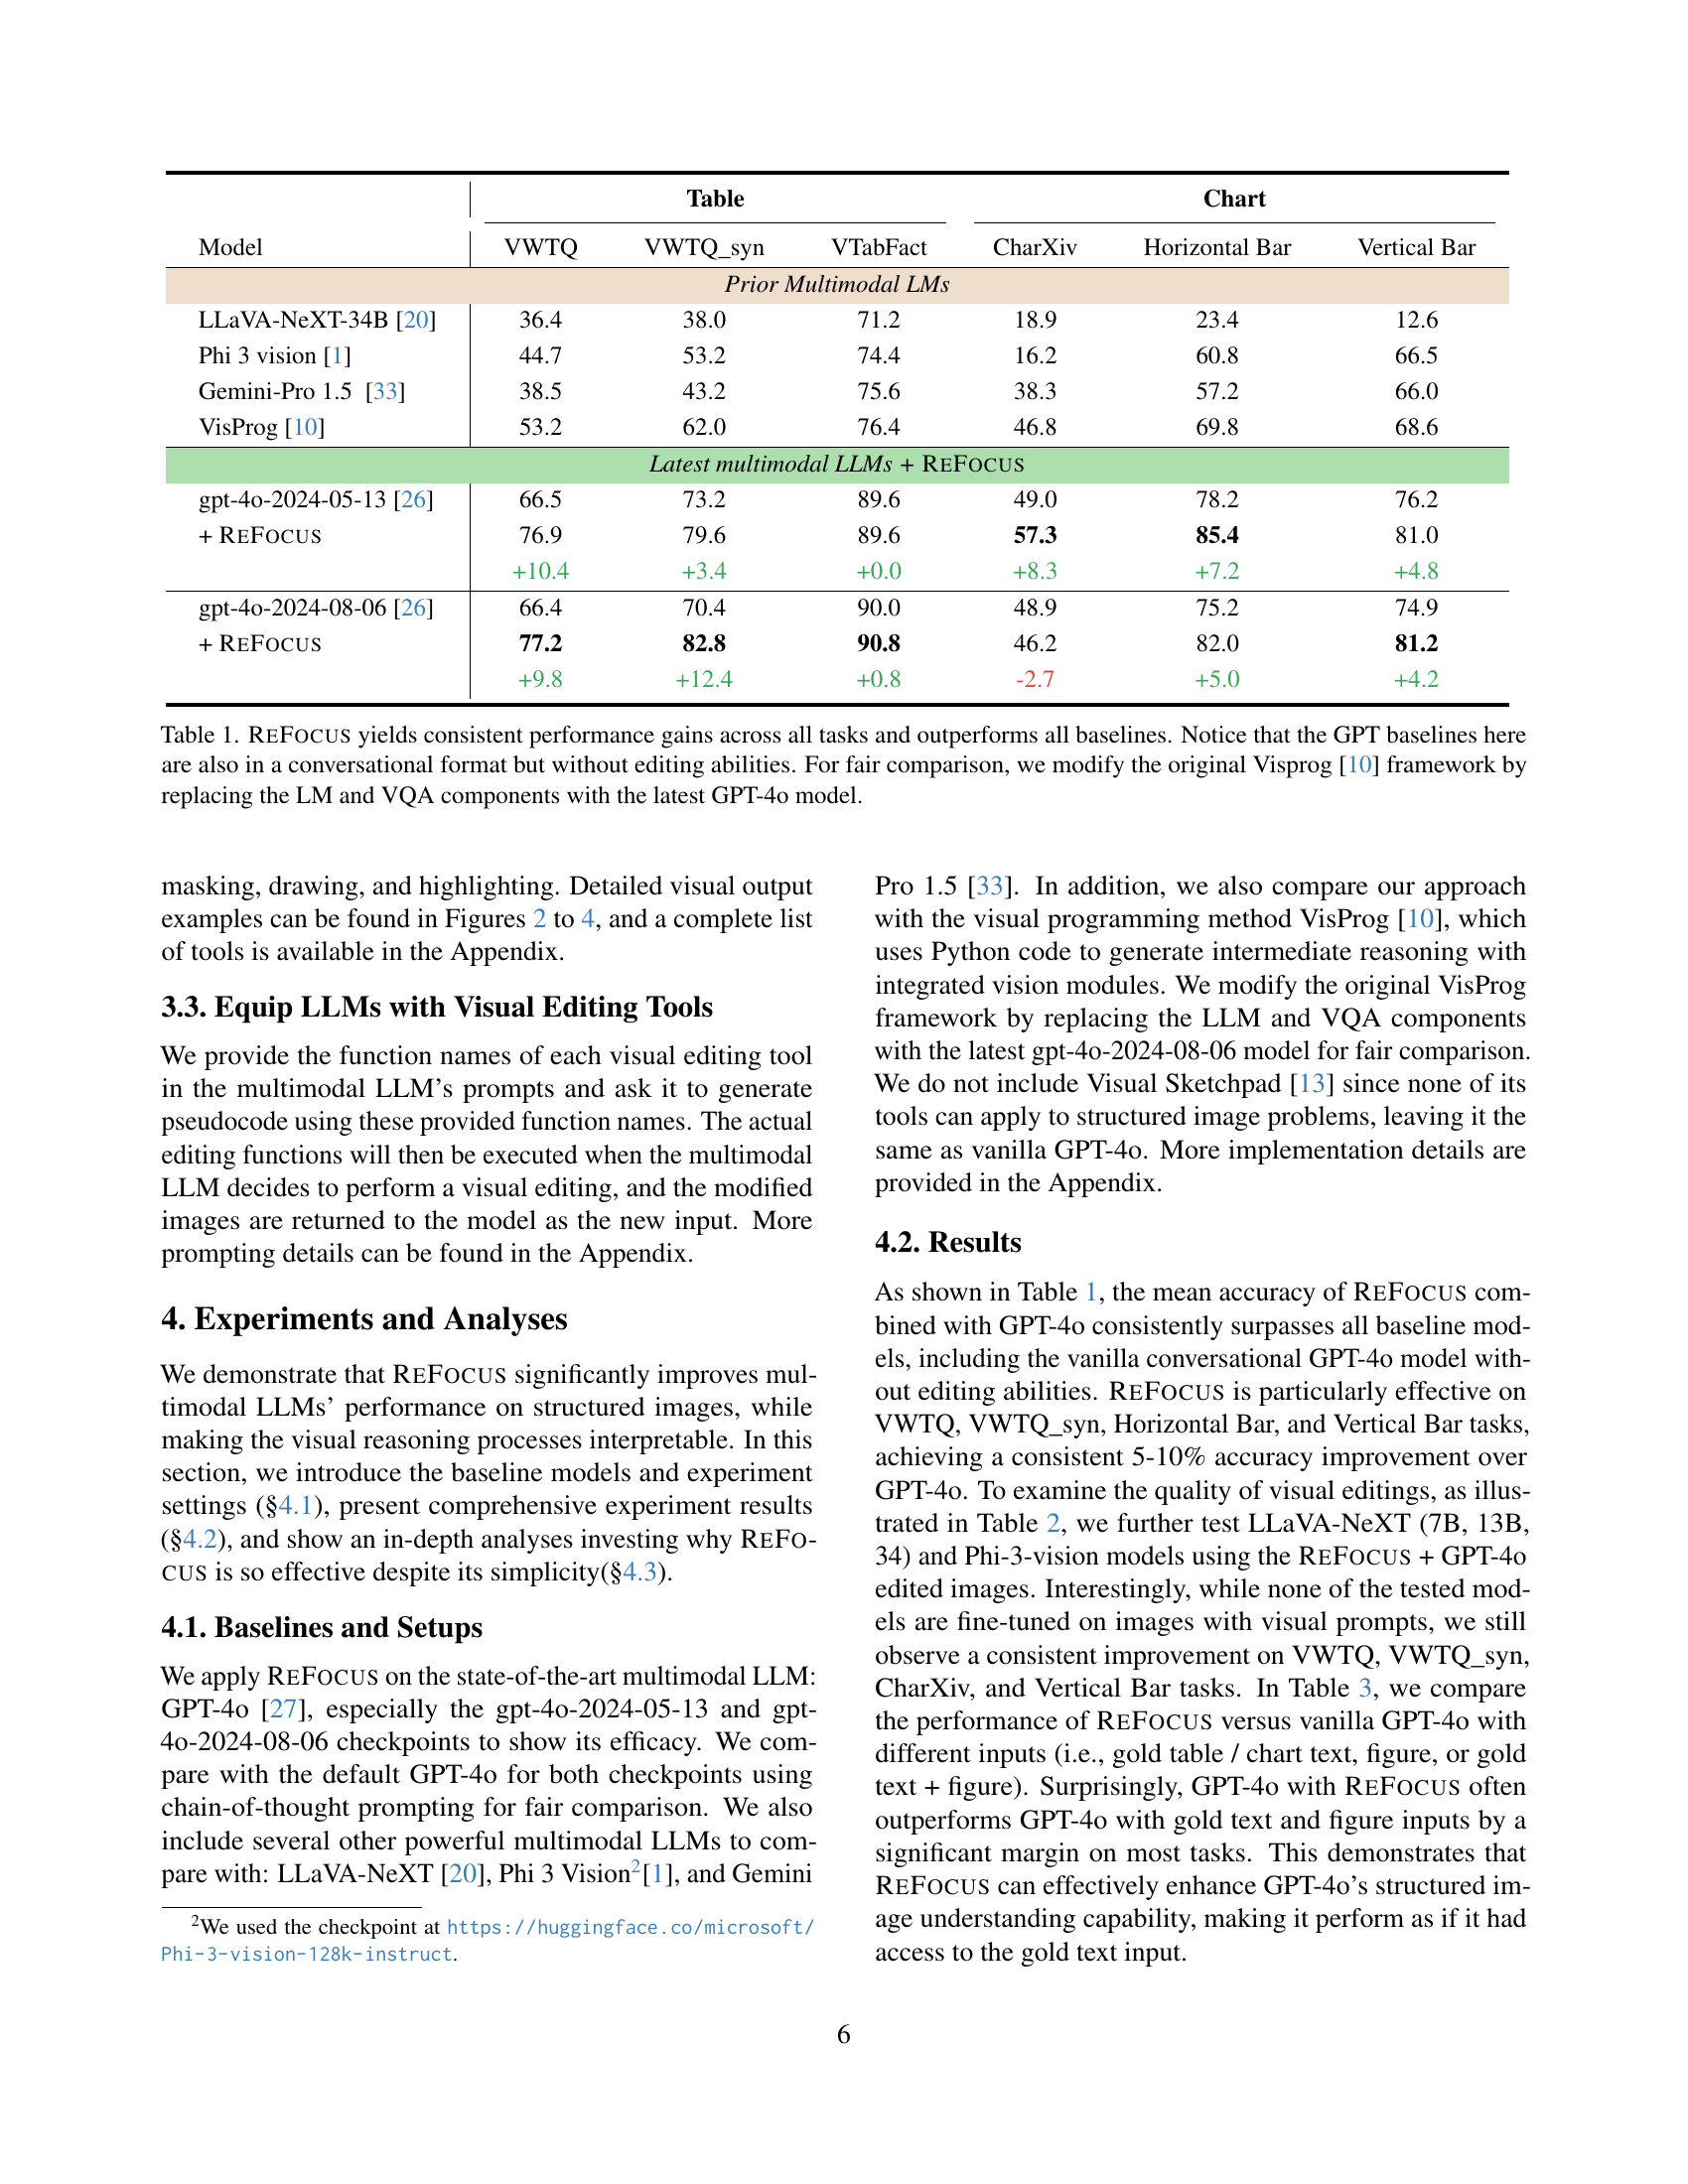 Table Chart
Model VWTQ VWTQ_syn VTabFact CharXiv Horizontal Bar Vertical Bar
Prior Multimodal LMs
LLaVA-NeXT-34B [20] 36.4 38.0 71.2 18.9 23.4 12.6
Phi 3 vision [1] 44.7 53.2 74.4 16.2 60.8 66.5
Gemini-Pro 1.5 [33] 38.5 43.2 75.6 38.3 57.2 66.0
VisProg [10] 53.2 62.0 76.4 46.8 69.8 68.6
Latest multimodal LLMs + REFOCUS
gpt-4o-2024-05-13 [26] 66.5 73.2 89.6 49.0 78.2 76.2
+ REFOCUS 76.9 79.6 89.6 57.3 85.4 81.0
+10.4 +3.4 +0.0 +8.3 +7.2 +4.8
gpt-4o-2024-08-06 [26] 66.4 70.4 90.0 48.9 75.2 74.9
+ REFOCUS 77.2 82.8 90.8 46.2 82.0 81.2
+9.8 +12.4 +0.8 -2.7 +5.0 +4.2
Table 1. REFOCUS yields consistent performance gains across all tasks and outperforms all baselines. Notice that the GPT baselines here
are also in a conversational format but without editing abilities. For fair comparison, we modify the original Visprog [10] framework by
replacing the LM and VQA components with the latest GPT-4o model.
masking, drawing, and highlighting. Detailed visual output
examples can be found in Figures 2 to 4, and a complete list
of tools is available in the Appendix.
3.3. Equip LLMs with Visual Editing Tools
We provide the function names of each visual editing tool
in the multimodal LLM's prompts and ask it to generate
pseudocode using these provided function names. The actual
editing functions will then be executed when the multimodal
LLM decides to perform a visual editing, and the modified
images are returned to the model as the new input. More
prompting details can be found in the Appendix.
4. Experiments and Analyses
We demonstrate that REFOCUS significantly improves mul-
timodal LLMs' performance on structured images, while
making the visual reasoning processes interpretable. In this
section, we introduce the baseline models and experiment
settings (§4.1), present comprehensive experiment results
(§4.2), and show an in-depth analyses investing why REFO-
CUS is so effective despite its simplicity(§4.3).
4.1. Baselines and Setups
We apply REFOCUS on the state-of-the-art multimodal LLM:
GPT-4o [27], especially the gpt-4o-2024-05-13 and gpt-
4o-2024-08-06 checkpoints to show its efficacy. We com-
pare with the default GPT-4o for both checkpoints using
chain-of-thought prompting for fair comparison. We also
include several other powerful multimodal LLMs to com-
pare with: LLaVA-NeXT [20], Phi 3 Vision2[1], and Gemini
2We used the checkpoint at https://huggingface.co/microsoft/
Phi-3-vision-128k-instruct.
Pro 1.5 [33]. In addition, we also compare our approach
with the visual programming method VisProg [10], which
uses Python code to generate intermediate reasoning with
integrated vision modules. We modify the original VisProg
framework by replacing the LLM and VQA components
with the latest gpt-4o-2024-08-06 model for fair comparison.
We do not include Visual Sketchpad [13] since none of its
tools can apply to structured image problems, leaving it the
same as vanilla GPT-4o. More implementation details are
provided in the Appendix.
4.2. Results
As shown in Table 1, the mean accuracy of REFOCUS com-
bined with GPT-4o consistently surpasses all baseline mod-
els, including the vanilla conversational GPT-4o model with-
out editing abilities. REFOCUS is particularly effective on
VWTQ, VWTQ_syn, Horizontal Bar, and Vertical Bar tasks,
achieving a consistent 5-10% accuracy improvement over
GPT-4o. To examine the quality of visual editings, as illus-
trated in Table 2, we further test LLaVA-NeXT (7B, 13B,
34) and Phi-3-vision models using the REFOCUS + GPT-4o
edited images. Interestingly, while none of the tested mod-
els are fine-tuned on images with visual prompts, we still
observe a consistent improvement on VWTQ, VWTQ_syn,
CharXiv, and Vertical Bar tasks. In Table 3, we compare
the performance of REFOCUS versus vanilla GPT-4o with
different inputs (i.e., gold table / chart text, figure, or gold
text + figure). Surprisingly, GPT-4o with REFOCUS often
outperforms GPT-4o with gold text and figure inputs by a
significant margin on most tasks. This demonstrates that
REFOCUS can effectively enhance GPT-4o's structured im-
age understanding capability, making it perform as if it had
access to the gold text input.
6